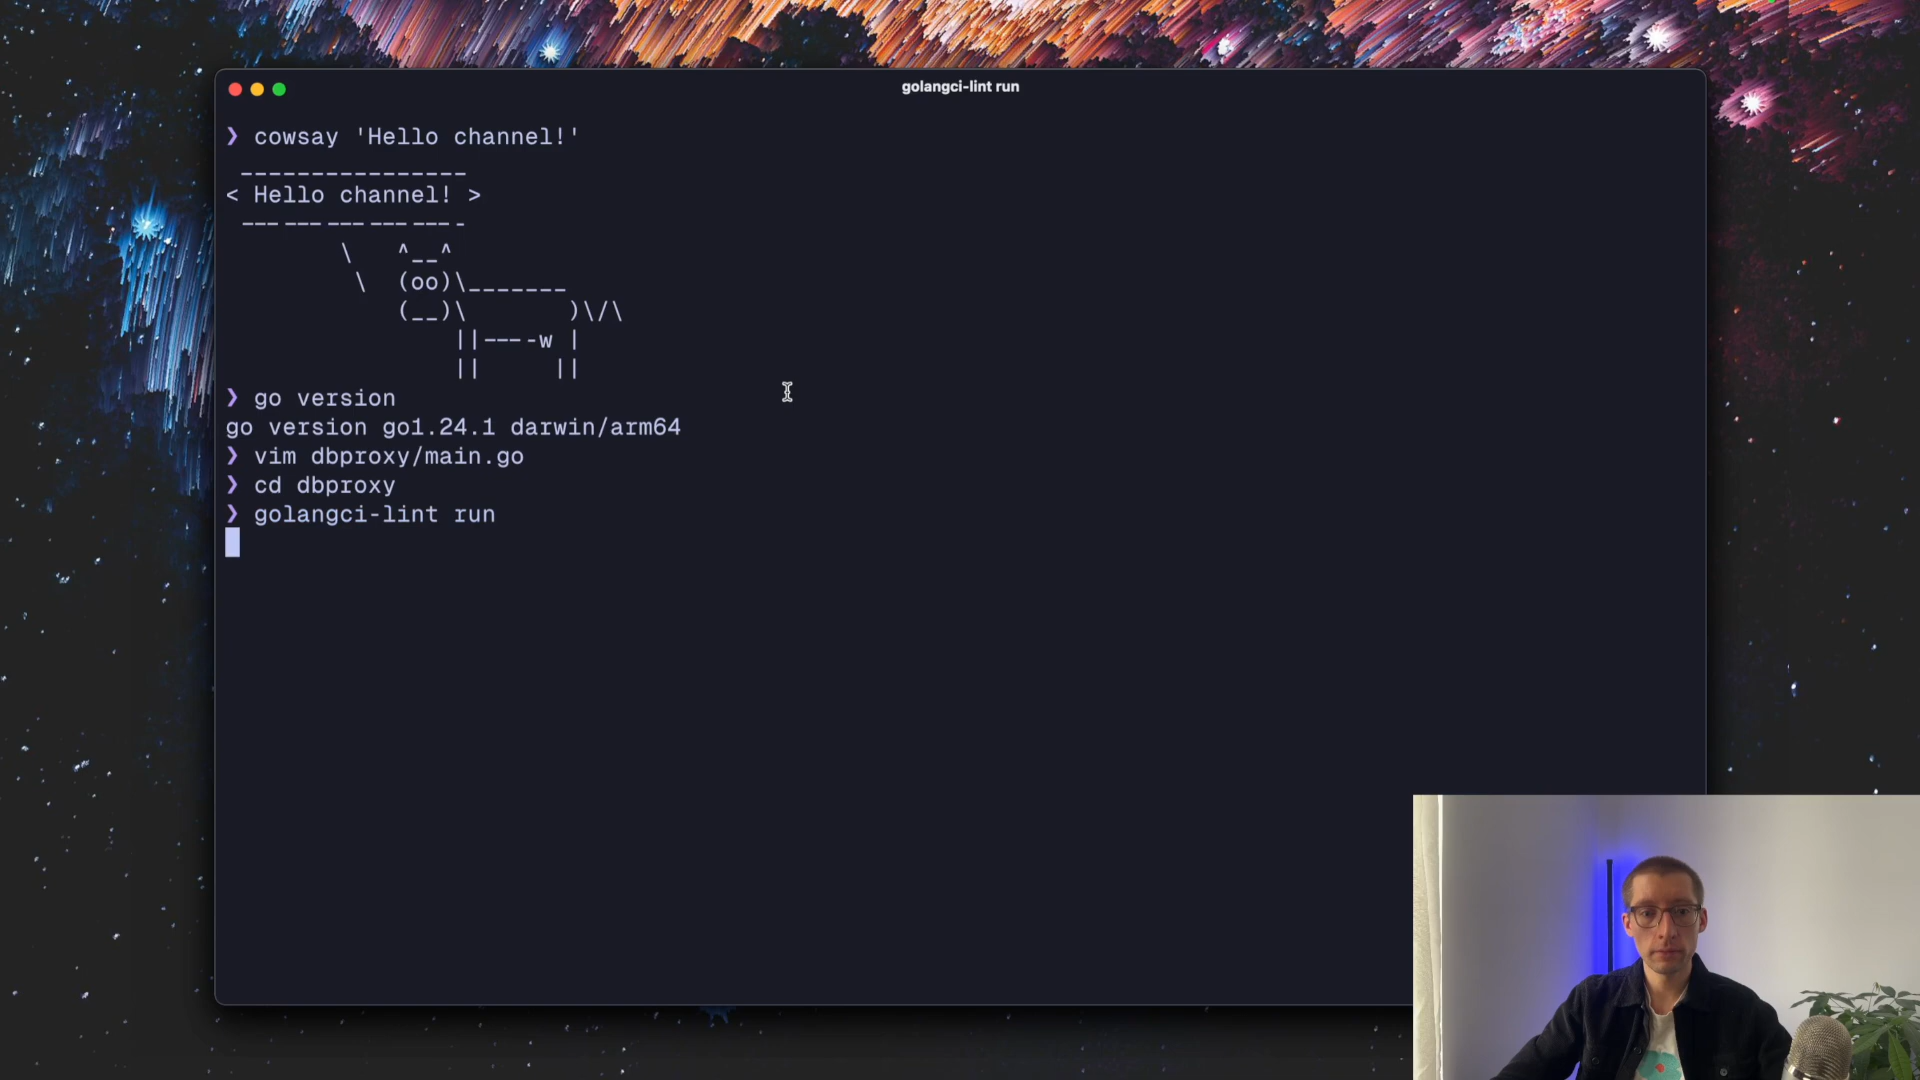 golangci-lint run
❯ cowsay 'Hello channel!'
 ________________
< Hello channel! >
 ----------------
        \   ^__^
         \  (oo)\_______
            (__)\       )\/\
                ||----w |
                ||     ||
❯ go version
go version go1.24.1 darwin/arm64
❯ vim dbproxy/main.go
❯ cd dbproxy
❯ golangci-lint run